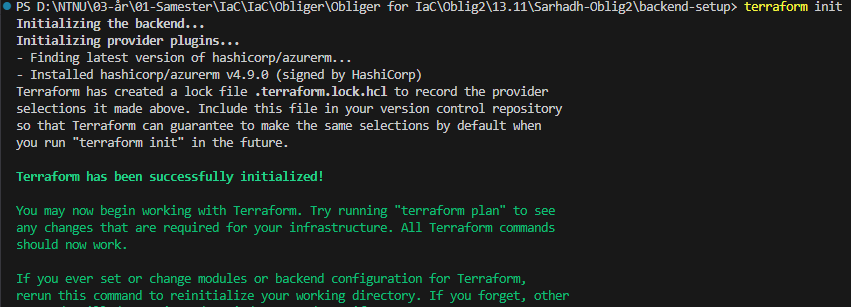 PS D:\NTNU\03-år\01-Samester\IaC\IaC\Obliger\Obliger for IaC\Oblig2\13.11\Sarhadh-Oblig2\backend-setup> terraform init
Initializing the backend...
Initializing provider plugins...
- Finding latest version of hashicorp/azurerm...
- Installed hashicorp/azurerm v4.9.0 (signed by HashiCorp)
Terraform has created a lock file .terraform.lock.hcl to record the provider
selections it made above. Include this file in your version control repository
so that Terraform can guarantee to make the same selections by default when
you run "terraform init" in the future.
Terraform has been successfully initialized!
You may now begin working with Terraform. Try running "terraform plan" to see
any changes that are required for your infrastructure. All Terraform commands
should now work.
If you ever set or change modules or backend configuration for Terraform,
rerun this command to reinitialize your working directory. If you forget, other